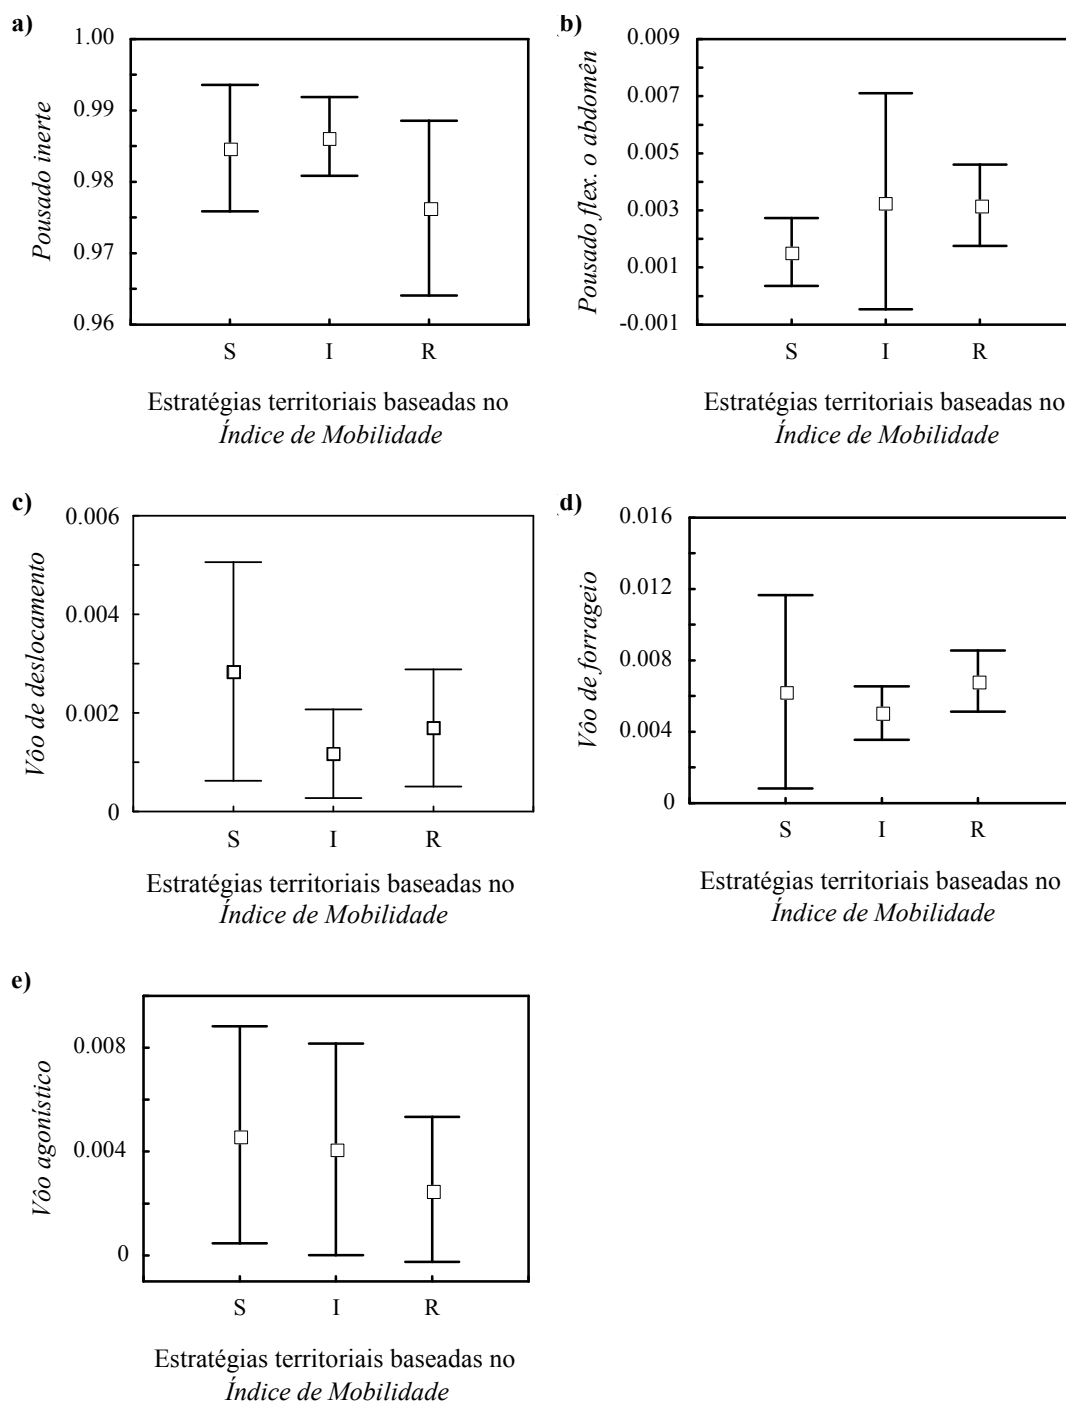 a)
1.00
0.99
0.98
0.97
0.96
Pousado inerte
S I R
Estratégias territoriais baseadas no
Índice de Mobilidade
b)
0.009
0.007
0.005
0.003
0.001
-0.001
Pousado flex. o abdomên
S I R
Estratégias territoriais baseadas no
Índice de Mobilidade
c)
0.006
0.004
0.002
0
Vôo de deslocamento
S I R
Estratégias territoriais baseadas no
Índice de Mobilidade
d)
0.016
0.012
0.008
0.004
0
Vôo de forrageio
S I R
Estratégias territoriais baseadas no
Índice de Mobilidade
e)
0.008
0.004
0
Vôo agonístico
S I R
Estratégias territoriais baseadas no
Índice de Mobilidade